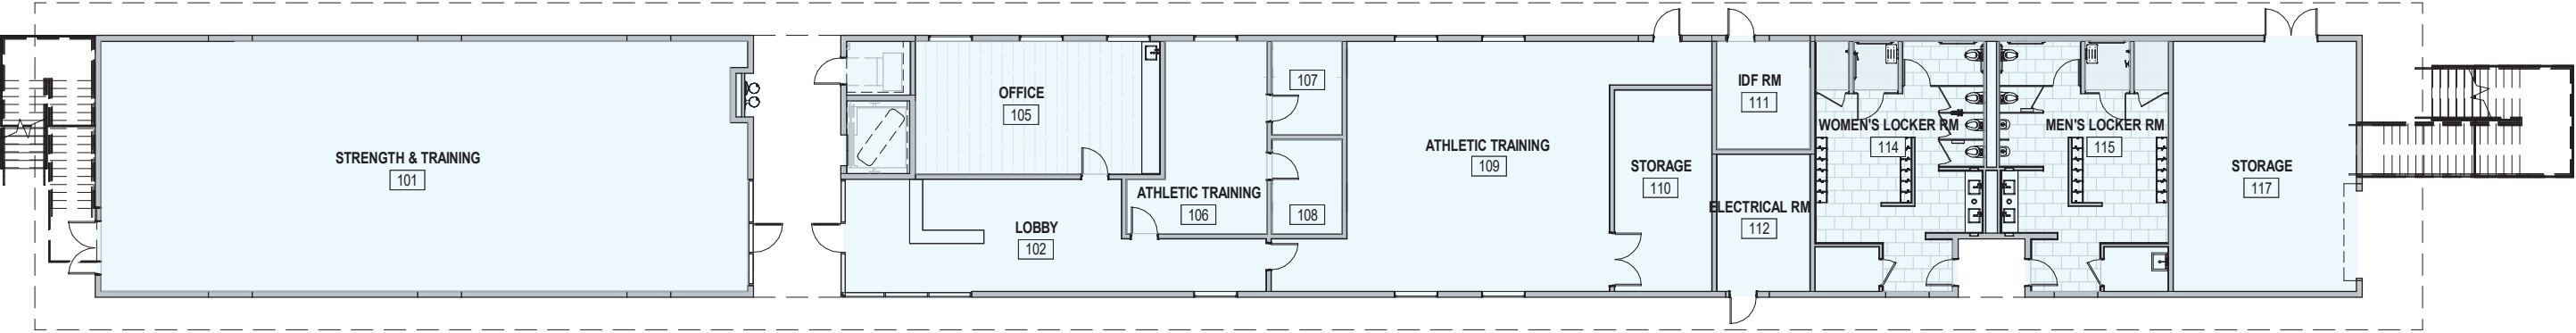 STRENGTH & TRAINING
101
OFFICE
105
LOBBY
102
ATHLETIC TRAINING
106
107
108
ATHLETIC TRAINING
109
STORAGE
110
IDF RM
111
ELECTRICAL RM
112
WOMEN'S LOCKER RM
114
MEN'S LOCKER RM
115
STORAGE
117